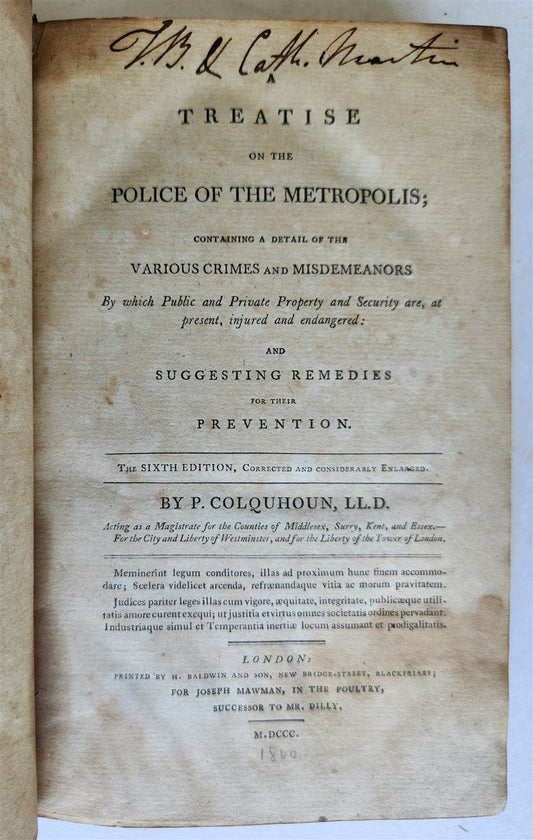 T. B. & Cath. Martin
A
TREATISE
ON THE
POLICE OF THE METROPOLIS;
CONTAINING A DETAIL OF THE
VARIOUS CRIMES AND MISDEMEANORS
By which Public and Private Property and Security are, at
present, injured and endangered:
AND
SUGGESTING REMEDIES
FOR THEIR
PREVENTION.
THE SIXTH EDITION, CORRECTED AND CONSIDERABLY ENLARGED.
BY P. COLQUHOUN, LL.D.
Acting as a Magistrate for the Counties of Middlesex, Surry, Kent, and Essex.—
For the City and Liberty of Westminster, and for the Liberty of the Tower of London.
Meminerint legum conditores, illas ad proximum hunc finem accommo-
dare; Scelera videlicet arcenda, refrænandaque vitia ac morum pravitatem.
Judices pariter leges illas cum vigore, æquitate, integritate, publicæque utili-
tatis amore curent exequi; ut justitia et virtus omnes societatis ordines pervadant.
Industriaque simul et Temperantia inertiæ locum assumant et prodigalitatis.
LONDON:
PRINTED BY H. BALDWIN AND SON, NEW BRIDGE-STREET, BLACKFRIARS;
FOR JOSEPH MAWMAN, IN THE POULTRY,
SUCCESSOR TO MR. DILLY.
M.DCCC.
1800